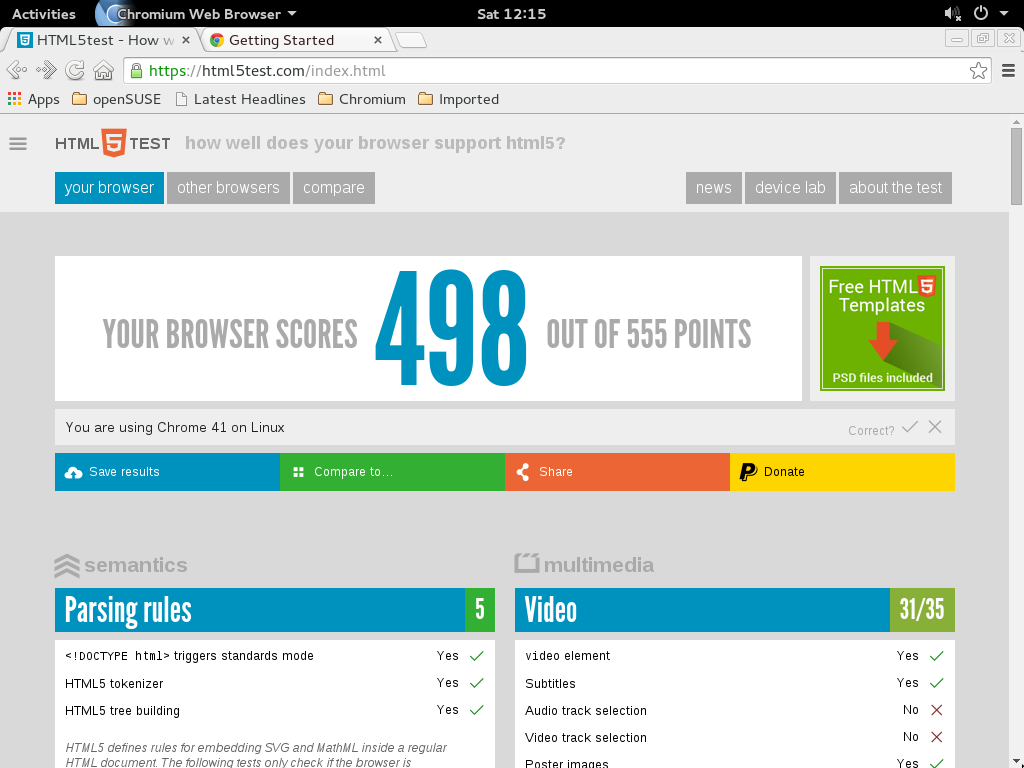 Activities Chromium Web Browser Sat 12:15
HTML5test - How w Getting Started
https://html5test.com/index.html
Apps openSUSE Latest Headlines Chromium Imported
HTML 5 TEST how well does your browser support html5?
your browser other browsers compare news device lab about the test
YOUR BROWSER SCORES 498 OUT OF 555 POINTS
Free HTML 5
Templates
PSD files included
You are using Chrome 41 on Linux Correct?
Save results Compare to... Share Donate
semantics
Parsing rules 5
<!DOCTYPE html> triggers standards mode Yes
HTML5 tokenizer Yes
HTML5 tree building Yes
HTML5 defines rules for embedding SVG and MathML inside a regular
HTML document. The following tests only check if the browser is
multimedia
Video 31/35
video element Yes
Subtitles Yes
Audio track selection No
Video track selection No
Poster images Yes